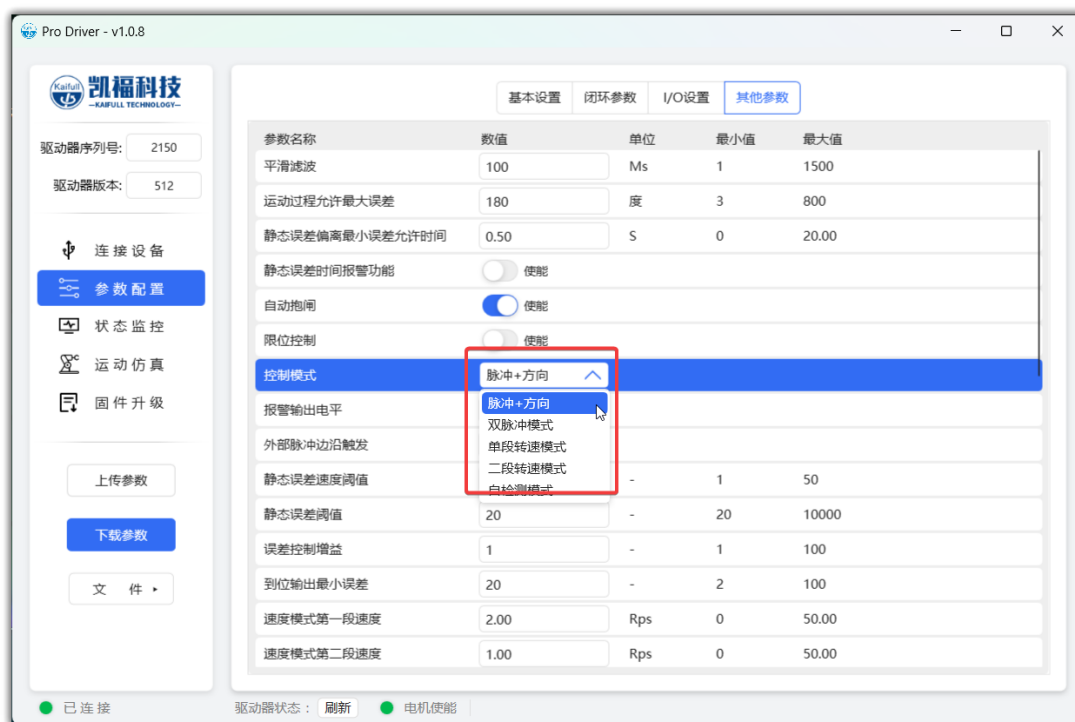 Pro Driver - v1.0.8
Kaifull 凯福科技
—KAIFULL TECHNOLOGY—
驱动器序列号: 2150
驱动器版本: 512
连接设备
参数配置
状态监控
运动仿真
固件升级
上传参数
下载参数
文 件
基本设置 闭环参数 I/O设置 其他参数
参数名称 数值 单位 最小值 最大值
平滑滤波 100 Ms 1 1500
运动过程允许最大误差 180 度 3 800
静态误差偏离最小误差允许时间 0.50 S 0 20.00
静态误差时间报警功能 使能
自动抱闸 使能
限位控制 使能
控制模式 脉冲+方向
报警输出电平 脉冲+方向
双脉冲模式
外部脉冲边沿触发 单段转速模式
二段转速模式
静态误差速度阈值 - 1 50
自检测模式
静态误差阈值 20 - 20 10000
误差控制增益 1 - 1 100
到位输出最小误差 20 - 2 100
速度模式第一段速度 2.00 Rps 0 50.00
速度模式第二段速度 1.00 Rps 0 50.00
已连接 驱动器状态： 刷新 电机使能